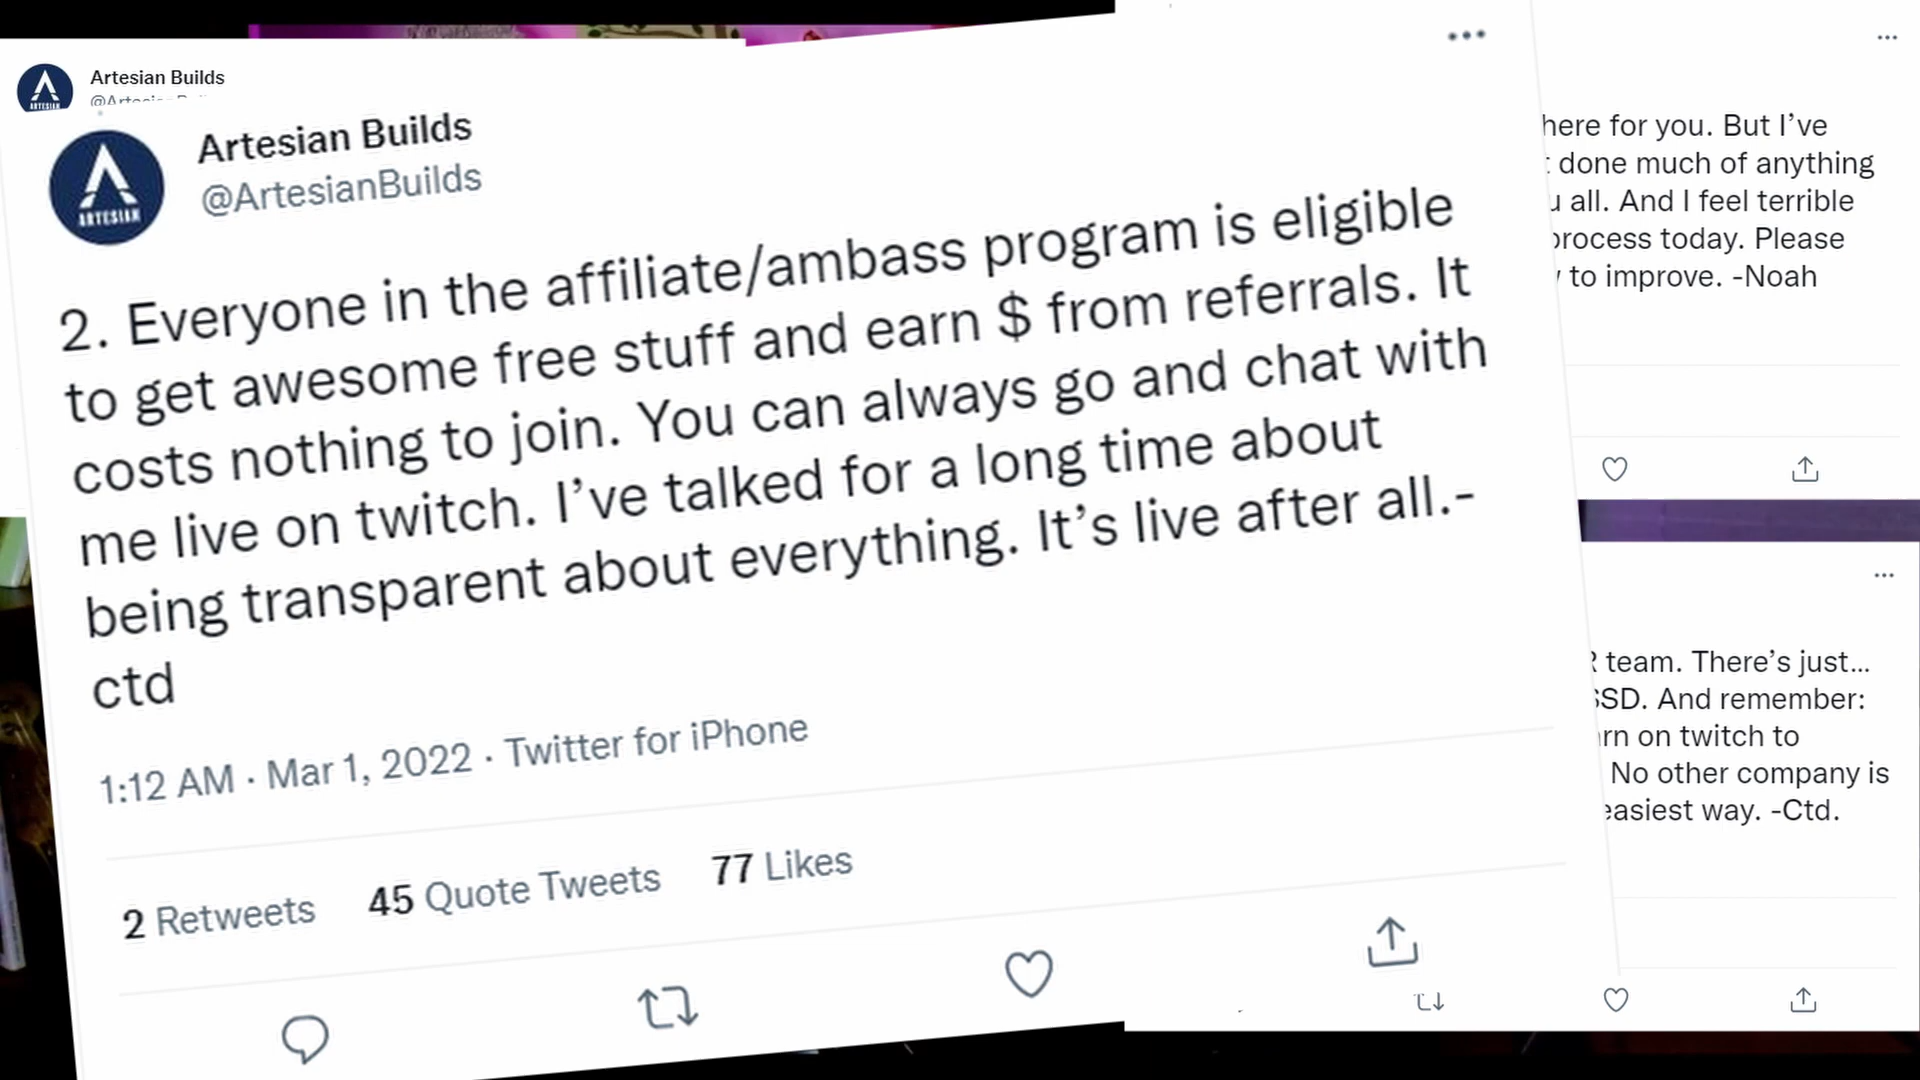 Artesian Builds
ARTESIAN
Artesian Builds
@ArtesianBuilds
ARTESIAN
2. Everyone in the affiliate/ambass program is eligible
to get awesome free stuff and earn $ from referrals. It
costs nothing to join. You can always go and chat with
me live on twitch. I’ve talked for a long time about
being transparent about everything. It’s live after all.-
ctd
1:12 AM · Mar 1, 2022 · Twitter for iPhone
2 Retweets 45 Quote Tweets 77 Likes
here for you. But I’ve
done much of anything
all. And I feel terrible
process today. Please
to improve. -Noah
team. There’s just...
SSD. And remember:
on twitch to
No other company is
easiest way. -Ctd.